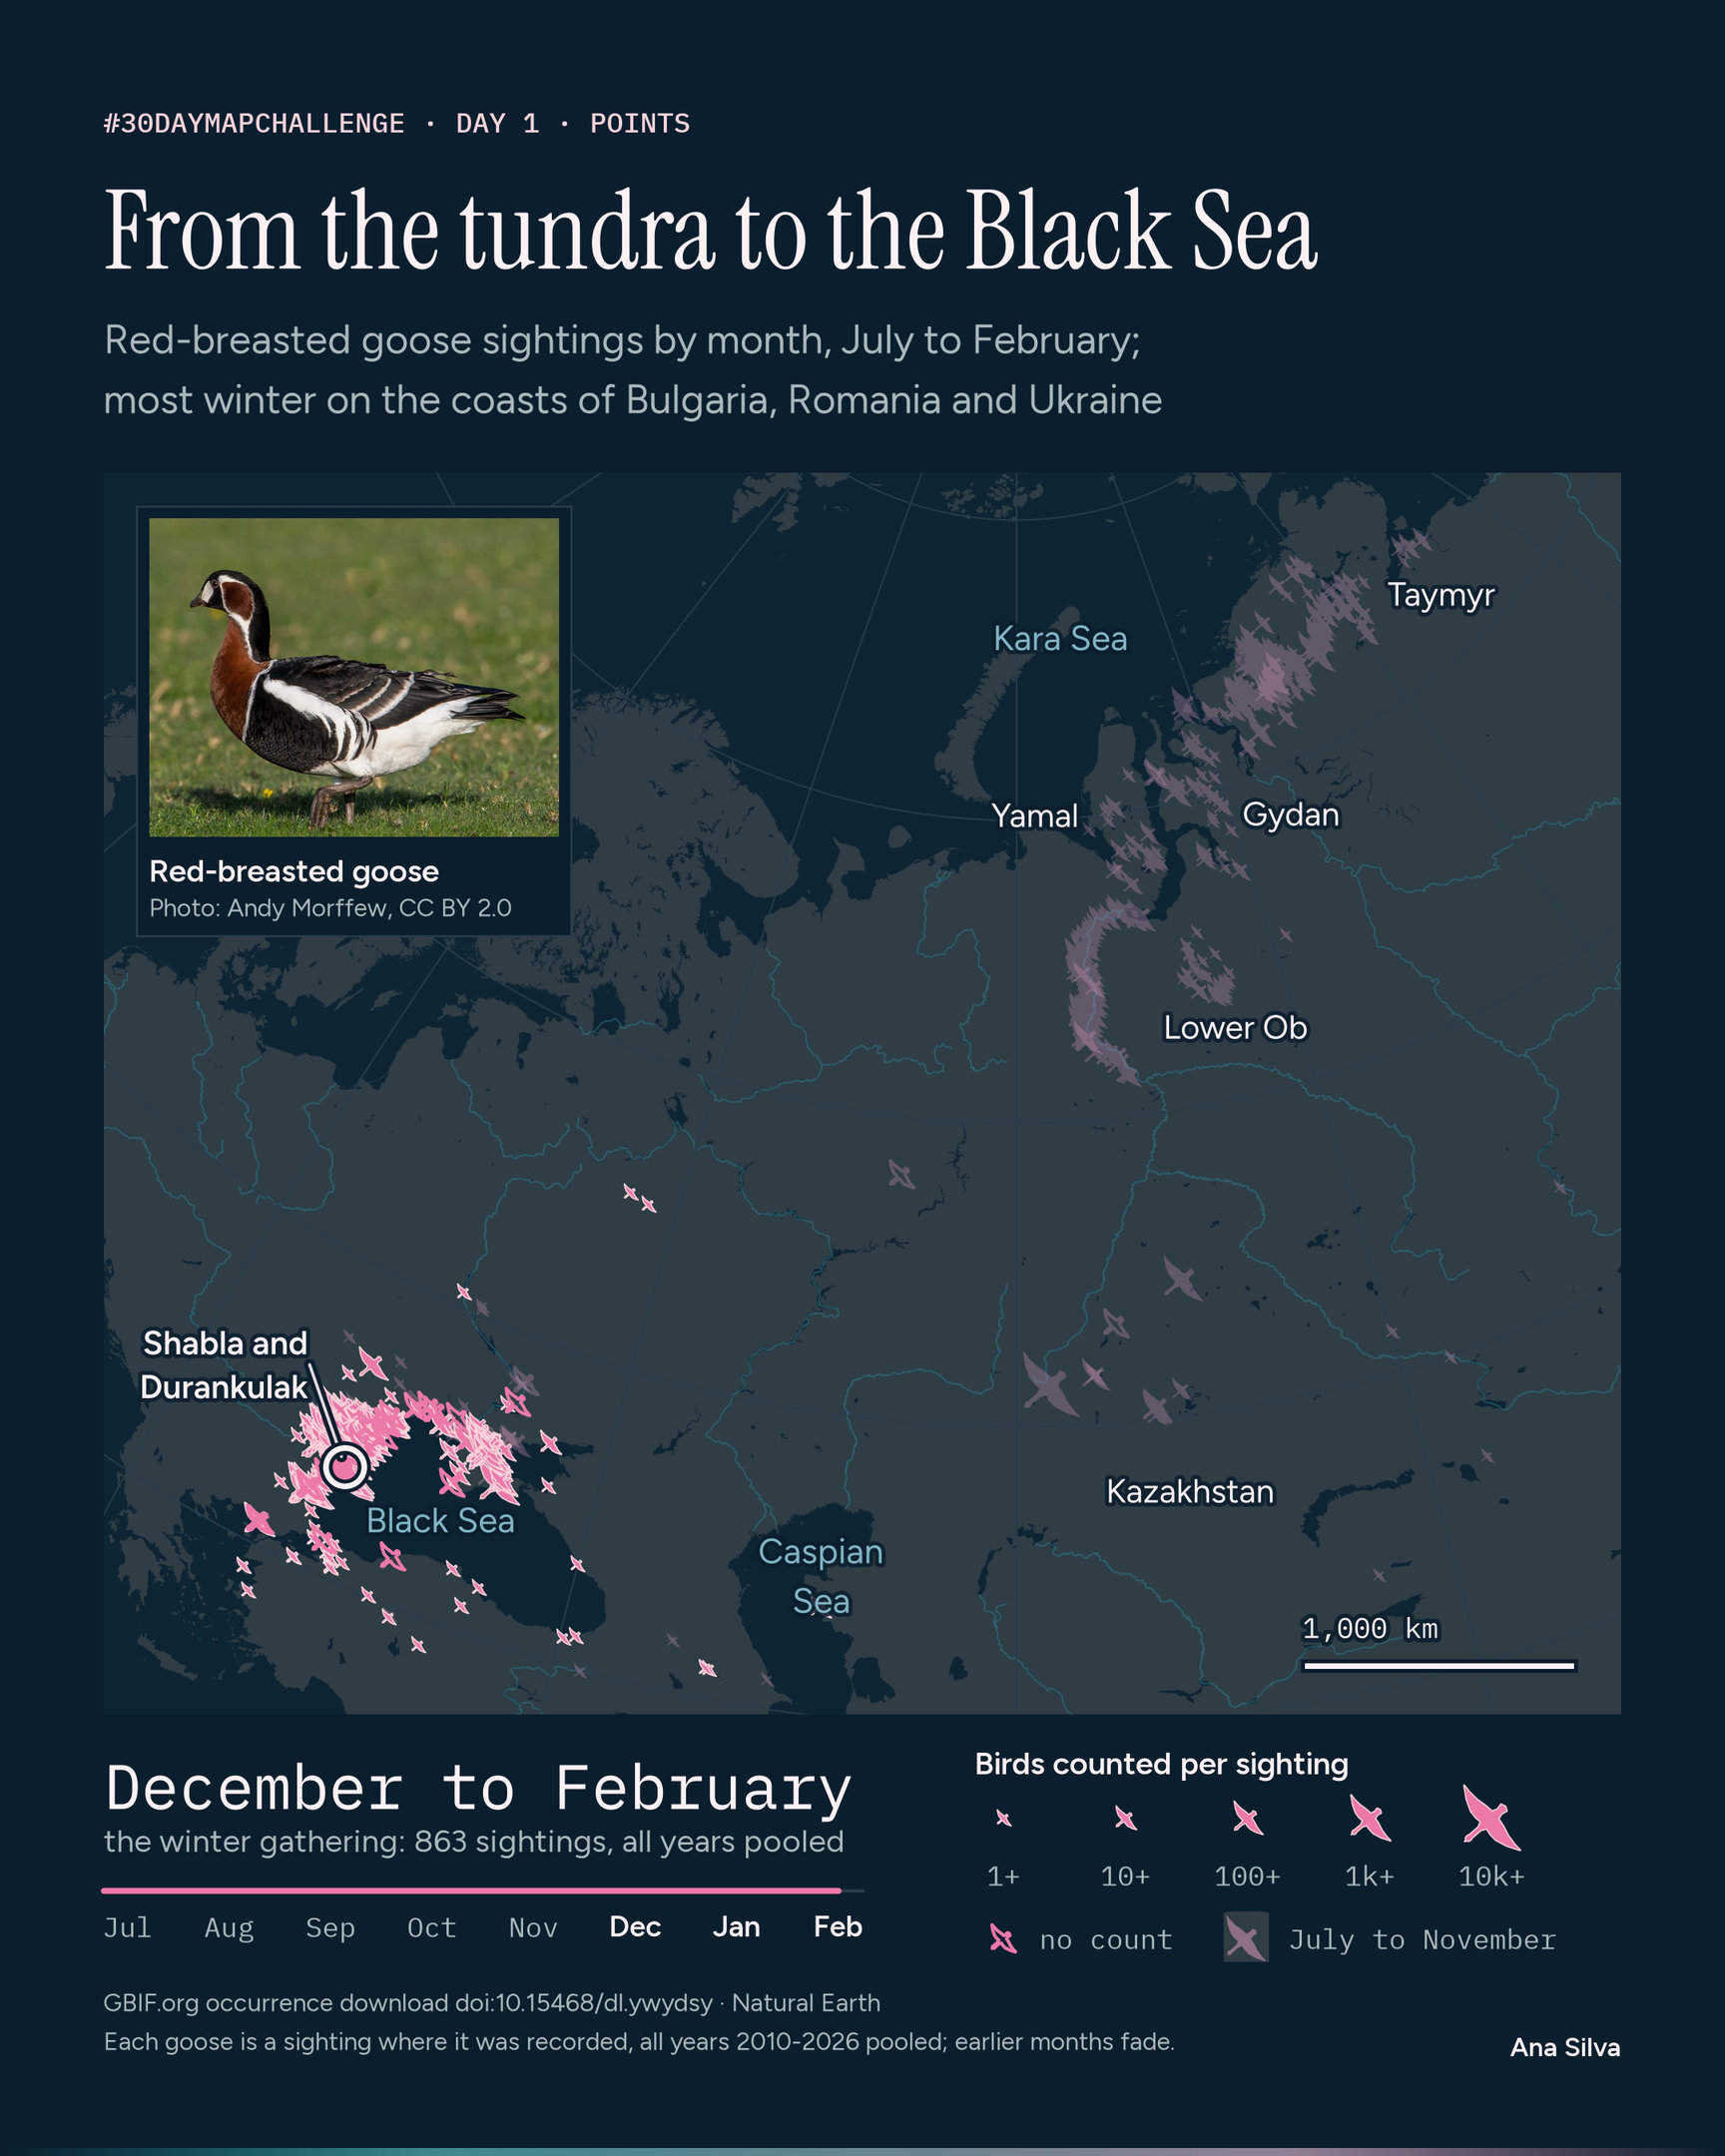 #30DAYMAPCHALLENGE · DAY 1 · POINTS
From the tundra to the Black Sea
Red-breasted goose sightings by month, July to February;
most winter on the coasts of Bulgaria, Romania and Ukraine
Taymyr
Kara Sea
Yamal
Gydan
Red-breasted goose
Photo: Andy Morffew, CC BY 2.0
Lower Ob
Shabla and
Durankulak
Black Sea
Kazakhstan
Caspian
Sea
1,000 km
December to February
the winter gathering: 863 sightings, all years pooled
Jul Aug Sep Oct Nov Dec Jan Feb
Birds counted per sighting
1+ 10+ 100+ 1k+ 10k+
no count July to November
GBIF.org occurrence download doi:10.15468/dl.ywydsy · Natural Earth
Each goose is a sighting where it was recorded, all years 2010-2026 pooled; earlier months fade.
Ana Silva